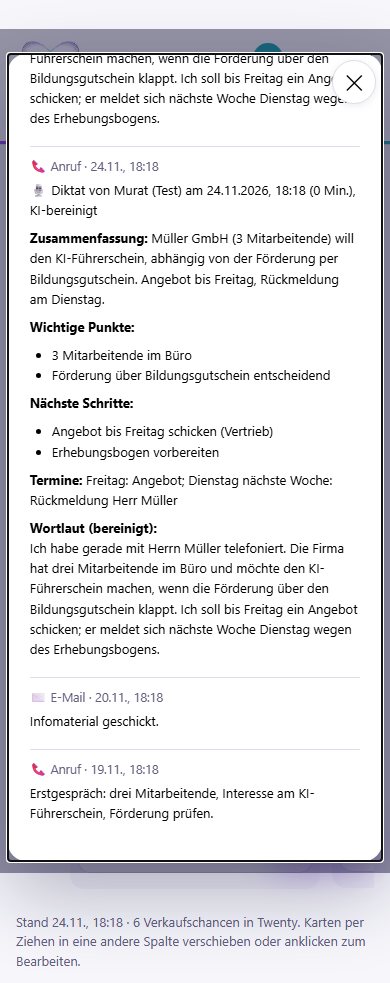 Führerschein machen, wenn die Förderung über den
Bildungsgutschein klappt. Ich soll bis Freitag ein
schicken; er meldet sich nächste Woche Dienstag wegen
des Erhebungsbogens.
Anruf · 24.11., 18:18
Diktat von Murat (Test) am 24.11.2026, 18:18 (0 Min.),
KI-bereinigt
Zusammenfassung: Müller GmbH (3 Mitarbeitende) will
den KI-Führerschein, abhängig von der Förderung per
Bildungsgutschein. Angebot bis Freitag, Rückmeldung
am Dienstag.
Wichtige Punkte:
• 3 Mitarbeitende im Büro
• Förderung über Bildungsgutschein entscheidend
Nächste Schritte:
• Angebot bis Freitag schicken (Vertrieb)
• Erhebungsbogen vorbereiten
Termine: Freitag: Angebot; Dienstag nächste Woche:
Rückmeldung Herr Müller
Wortlaut (bereinigt):
Ich habe gerade mit Herrn Müller telefoniert. Die Firma
hat drei Mitarbeitende im Büro und möchte den KI-
Führerschein machen, wenn die Förderung über den
Bildungsgutschein klappt. Ich soll bis Freitag ein Angebot
schicken; er meldet sich nächste Woche Dienstag wegen
des Erhebungsbogens.
E-Mail · 20.11., 18:18
Infomaterial geschickt.
Anruf · 19.11., 18:18
Erstgespräch: drei Mitarbeitende, Interesse am KI-
Führerschein, Förderung prüfen.
Stand 24.11., 18:18 · 6 Verkaufschancen in Twenty. Karten per
Ziehen in eine andere Spalte verschieben oder anklicken zum
Bearbeiten.